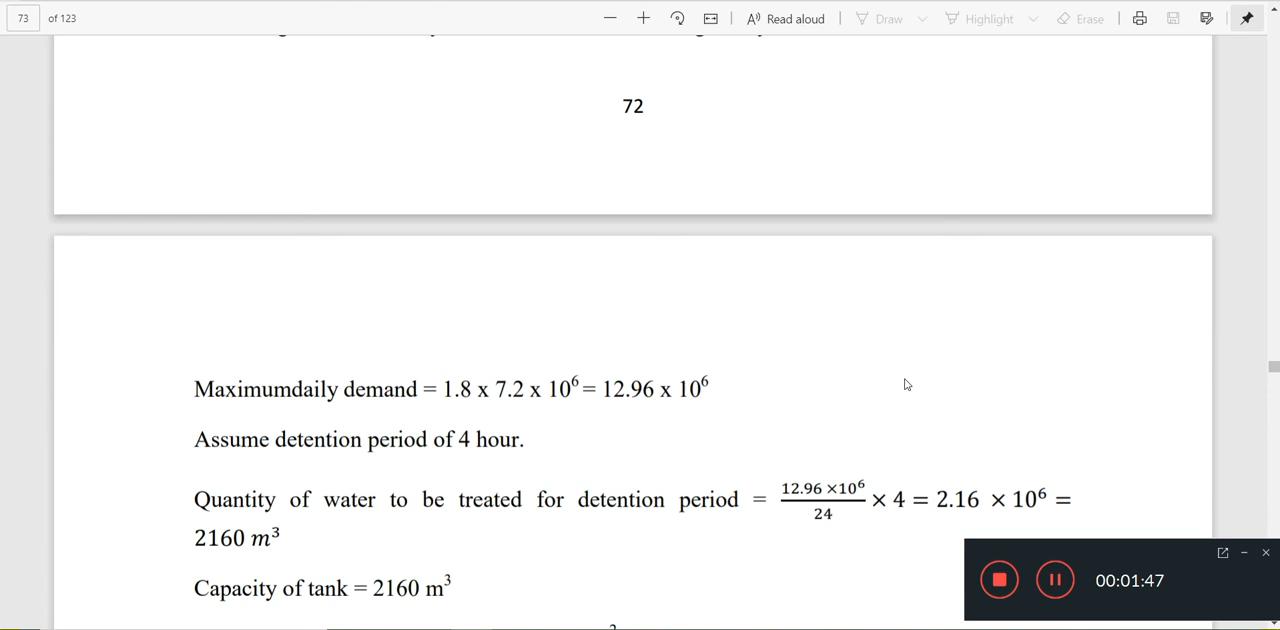 73 of 123 Read aloud Draw Highlight Erase
72
Maximumdaily demand = 1.8 x 7.2 x 10⁶ = 12.96 x 10⁶
Assume detention period of 4 hour.
Quantity of water to be treated for detention period = 12.96 ×10⁶ / 24 × 4 = 2.16 × 10⁶ =
2160 m³
Capacity of tank = 2160 m³
00:01:47